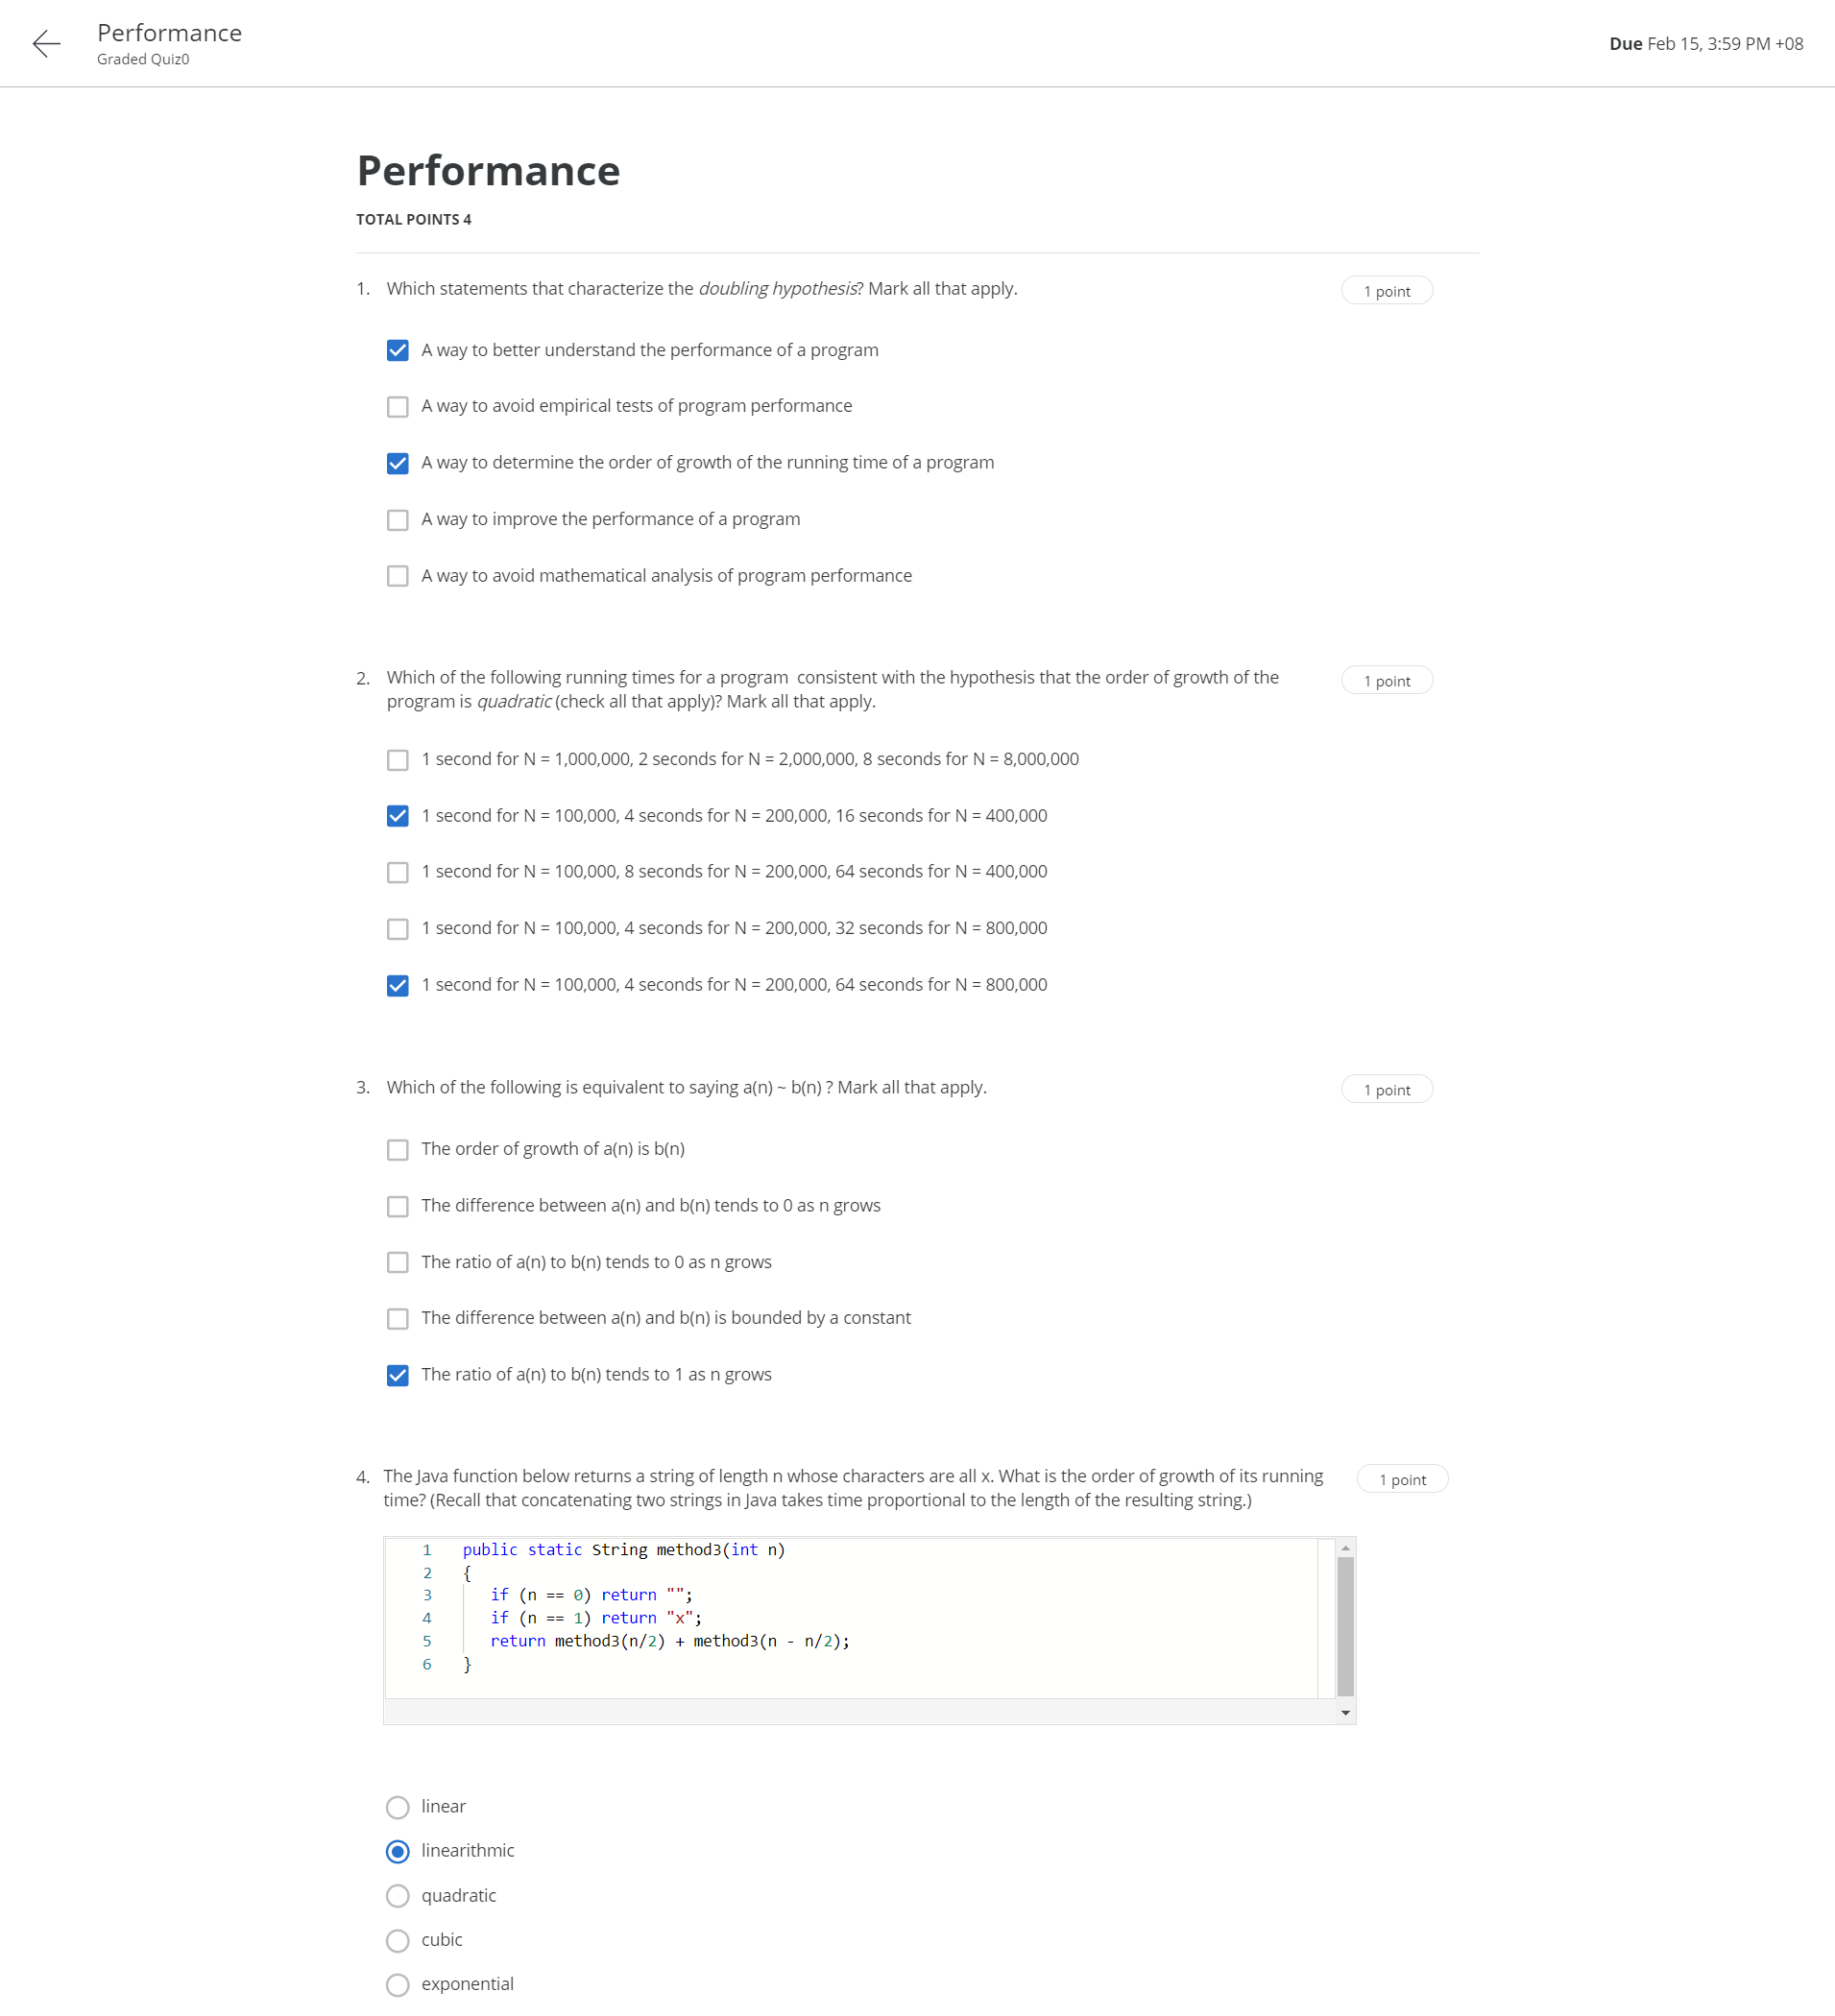 Performance
Graded Quiz0
Due Feb 15, 3:59 PM +08
Performance
TOTAL POINTS 4
1. Which statements that characterize the doubling hypothesis? Mark all that apply.
1 point
A way to better understand the performance of a program
A way to avoid empirical tests of program performance
A way to determine the order of growth of the running time of a program
A way to improve the performance of a program
A way to avoid mathematical analysis of program performance
2. Which of the following running times for a program  consistent with the hypothesis that the order of growth of the
program is quadratic (check all that apply)? Mark all that apply.
1 point
1 second for N = 1,000,000, 2 seconds for N = 2,000,000, 8 seconds for N = 8,000,000
1 second for N = 100,000, 4 seconds for N = 200,000, 16 seconds for N = 400,000
1 second for N = 100,000, 8 seconds for N = 200,000, 64 seconds for N = 400,000
1 second for N = 100,000, 4 seconds for N = 200,000, 32 seconds for N = 800,000
1 second for N = 100,000, 4 seconds for N = 200,000, 64 seconds for N = 800,000
3. Which of the following is equivalent to saying a(n) ~ b(n) ? Mark all that apply.
1 point
The order of growth of a(n) is b(n)
The difference between a(n) and b(n) tends to 0 as n grows
The ratio of a(n) to b(n) tends to 0 as n grows
The difference between a(n) and b(n) is bounded by a constant
The ratio of a(n) to b(n) tends to 1 as n grows
4. The Java function below returns a string of length n whose characters are all x. What is the order of growth of its running
time? (Recall that concatenating two strings in Java takes time proportional to the length of the resulting string.)
1 point
1 public static String method3(int n)
2 {
3 if (n == 0) return "";
4 if (n == 1) return "x";
5 return method3(n/2) + method3(n - n/2);
6 }
linear
linearithmic
quadratic
cubic
exponential